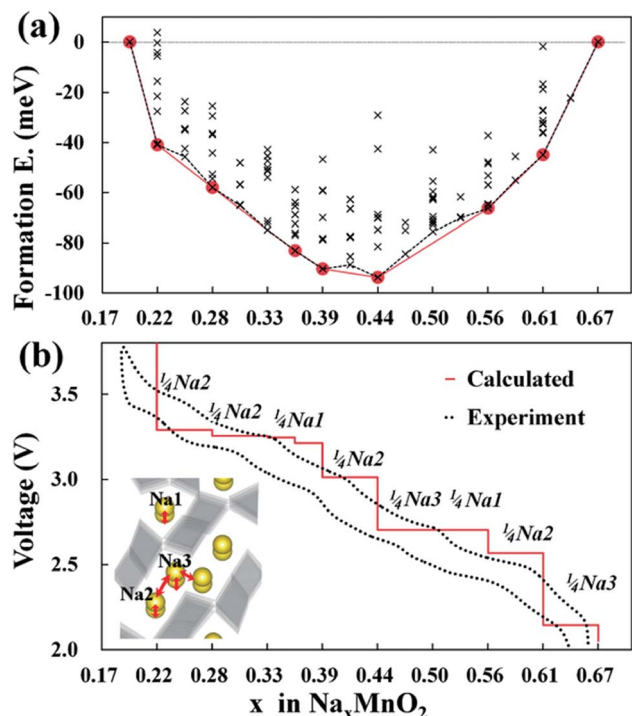 (a)
0
-20
-40
-60
-80
-100
Formation E. (meV)
0.17 0.22 0.28 0.33 0.39 0.44 0.50 0.56 0.61 0.67
(b)
3.5
3.0
2.5
2.0
Voltage (V)
Calculated
Experiment
¼Na2
¼Na2
¼Na1
¼Na2
¼Na3 ¼Na1
¼Na2
¼Na3
Na1
Na3
Na2
0.17 0.22 0.28 0.33 0.39 0.44 0.50 0.56 0.61 0.67
x in NaₓMnO₂